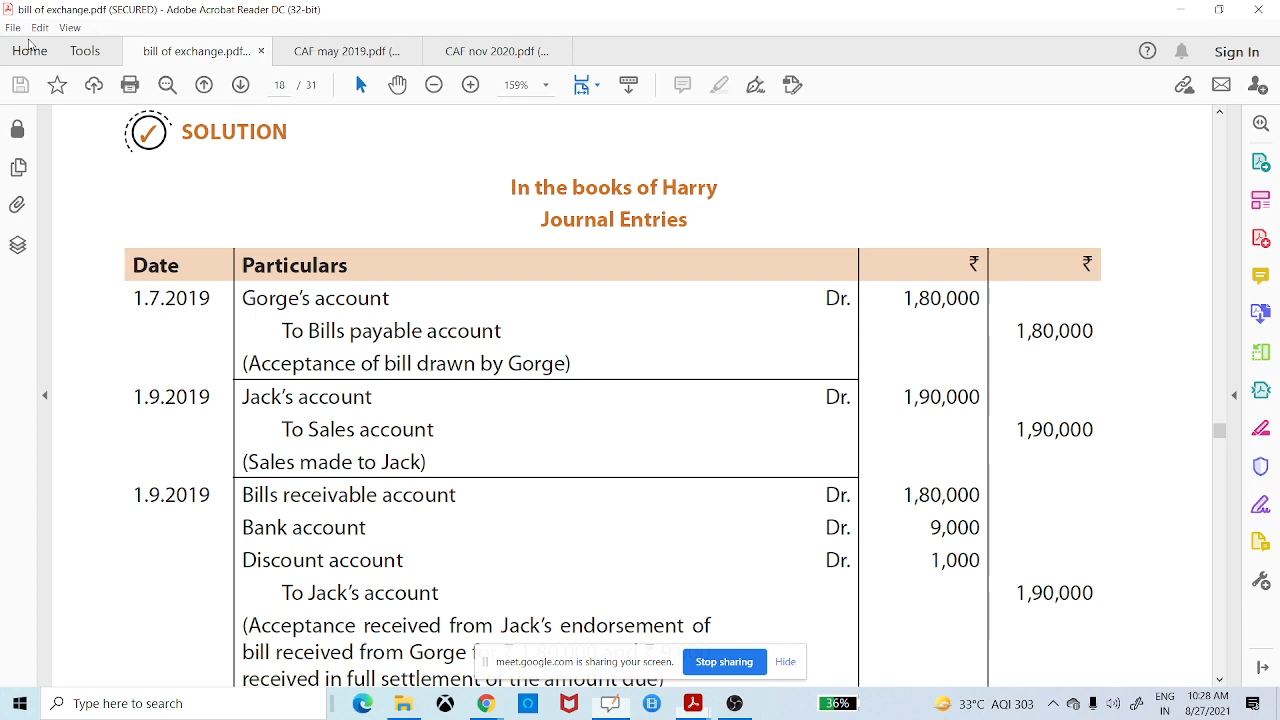 bill of exchange.pdf (SECURED) - Adobe Acrobat Reader DC (32-bit)
File Edit View
Home Tools bill of exchange.pdf... × CAF may 2019.pdf (... CAF nov 2020.pdf (... Sign In
18 / 31 159%
SOLUTION
In the books of Harry
Journal Entries
Date Particulars ₹ ₹
1.7.2019 Gorge's account Dr. 1,80,000
To Bills payable account 1,80,000
(Acceptance of bill drawn by Gorge)
1.9.2019 Jack's account Dr. 1,90,000
To Sales account 1,90,000
(Sales made to Jack)
1.9.2019 Bills receivable account Dr. 1,80,000
Bank account Dr. 9,000
Discount account Dr. 1,000
To Jack's account 1,90,000
(Acceptance received from Jack's endorsement of
bill received from Gorge
received in full settlement of the amount due)
meet.google.com is sharing your screen. Stop sharing Hide
Type here to search 36% 33°C AQI 303 ENG IN 10:28 AM 8/27/2021